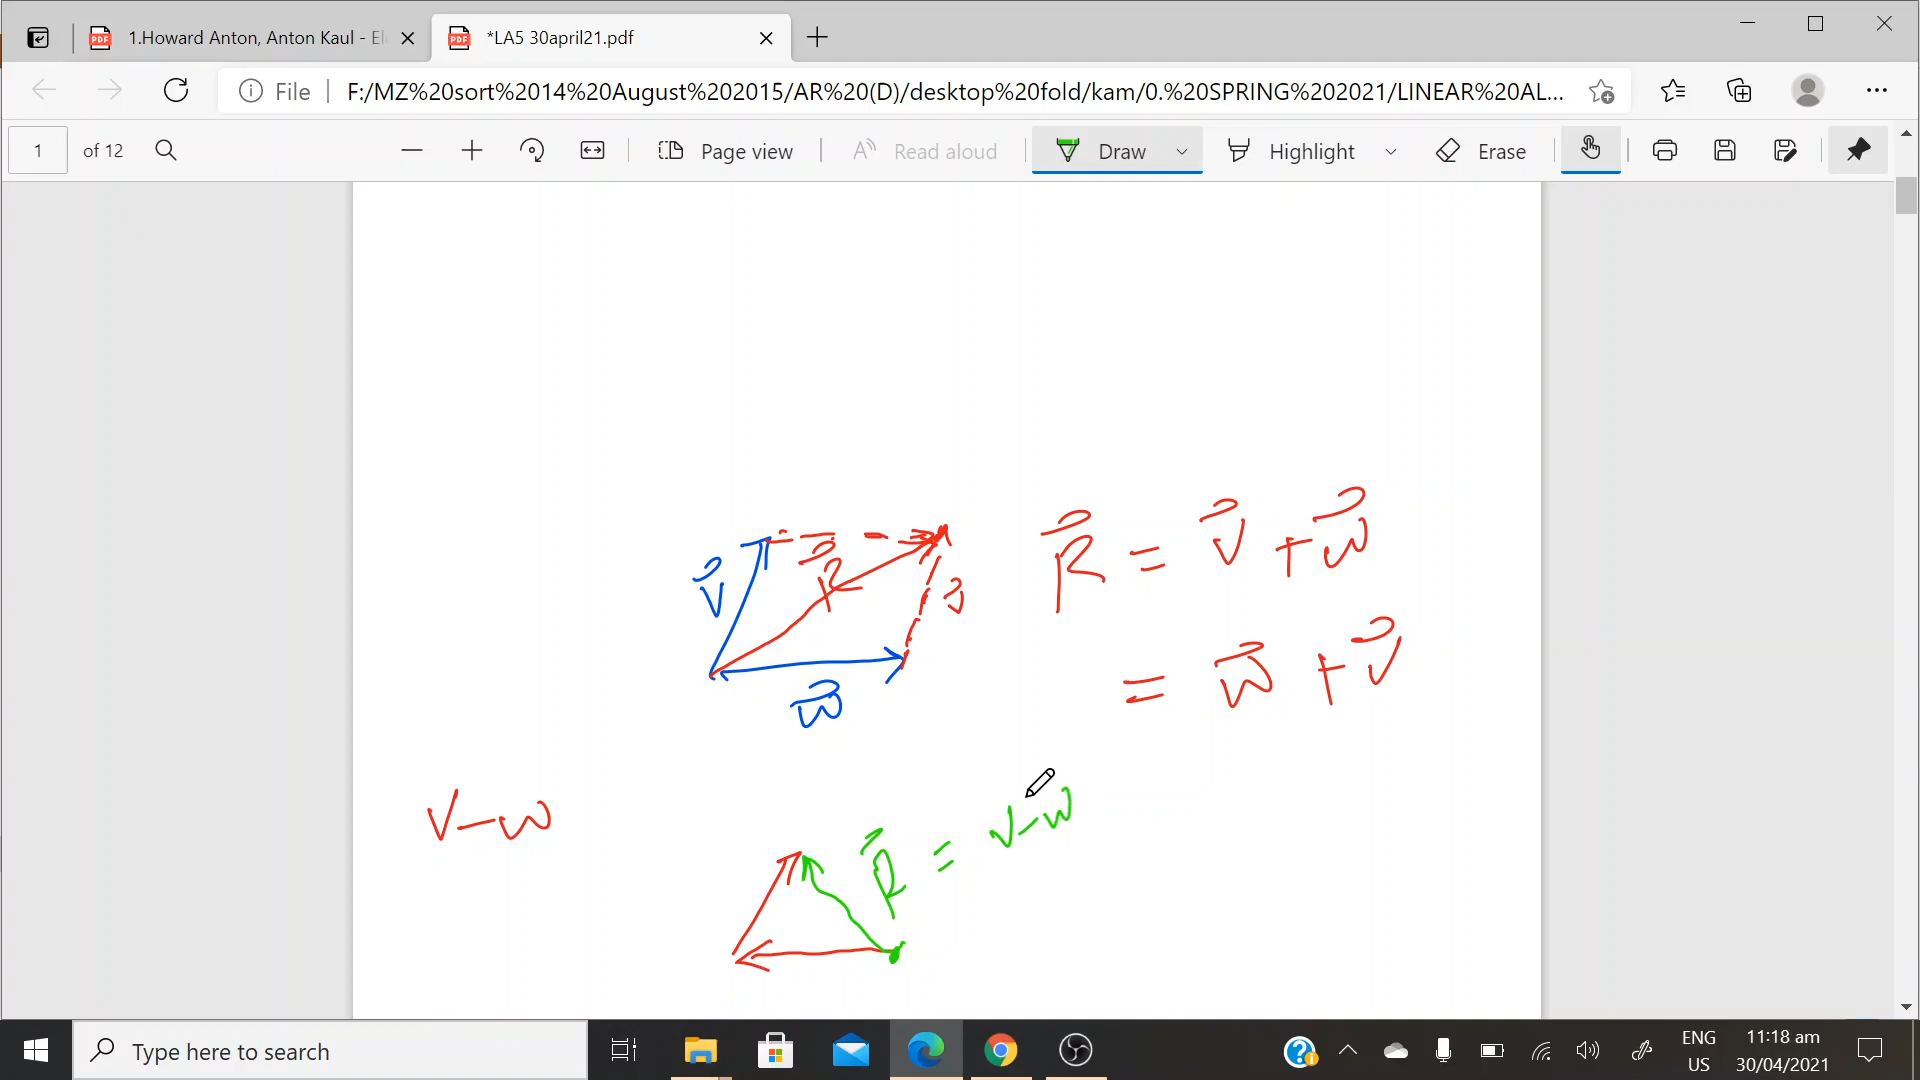 1.Howard Anton, Anton Kaul - El
*LA5 30april21.pdf
File
F:/MZ%20sort%2014%20August%202015/AR%20(D)/desktop%20fold/kam/0.%20SPRING%202021/LINEAR%20AL...
1 of 12
Page view
Read aloud
Draw
Highlight
Erase
R⃗ = v⃗ + w⃗
v⃗
R⃗
v⃗
w⃗
= w⃗ + v⃗
v-w
R⃗ = v-w
Type here to search
ENG
US
11:18 am
30/04/2021